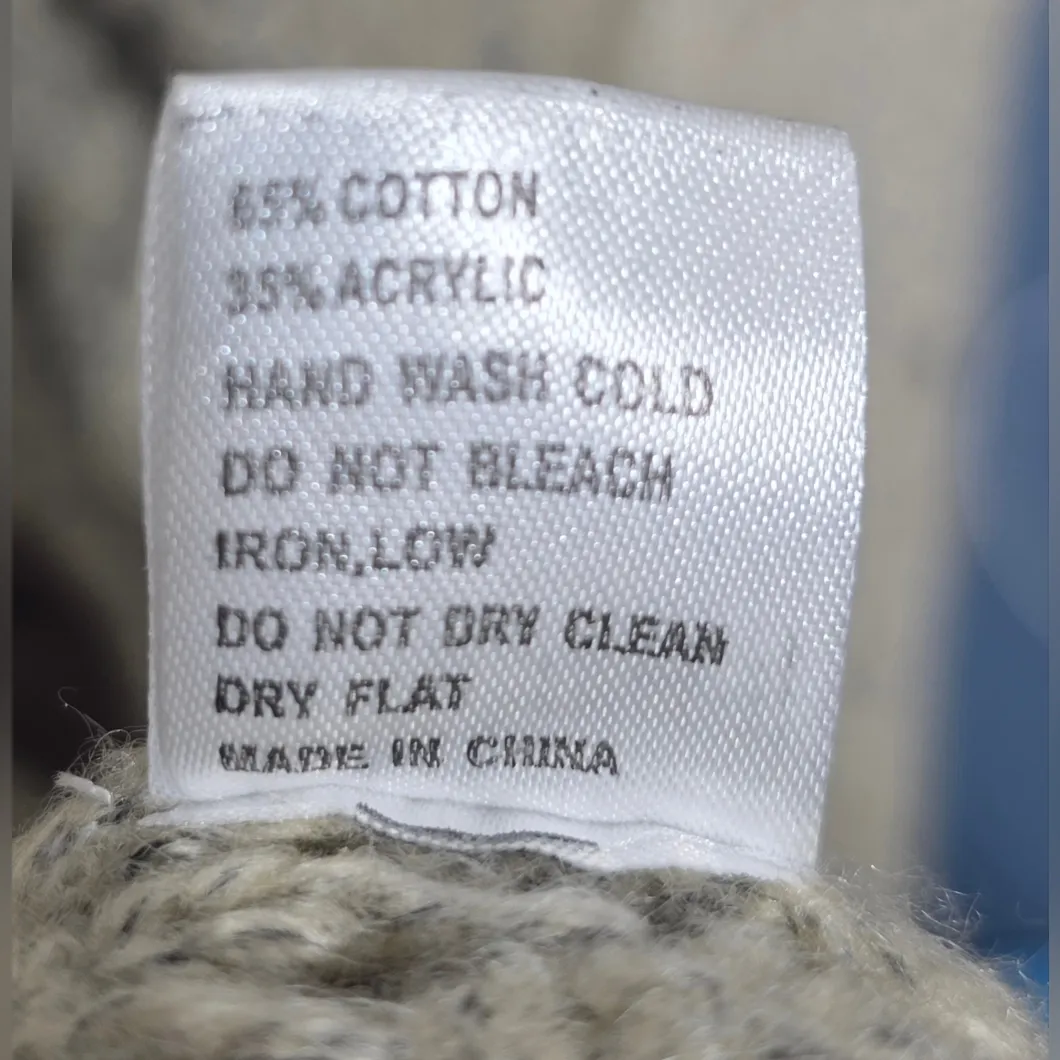 65% COTTON
35% ACRYLIC
HAND WASH COLD
DO NOT BLEACH
IRON,LOW
DO NOT DRY CLEAN
DRY FLAT
MADE IN CHINA